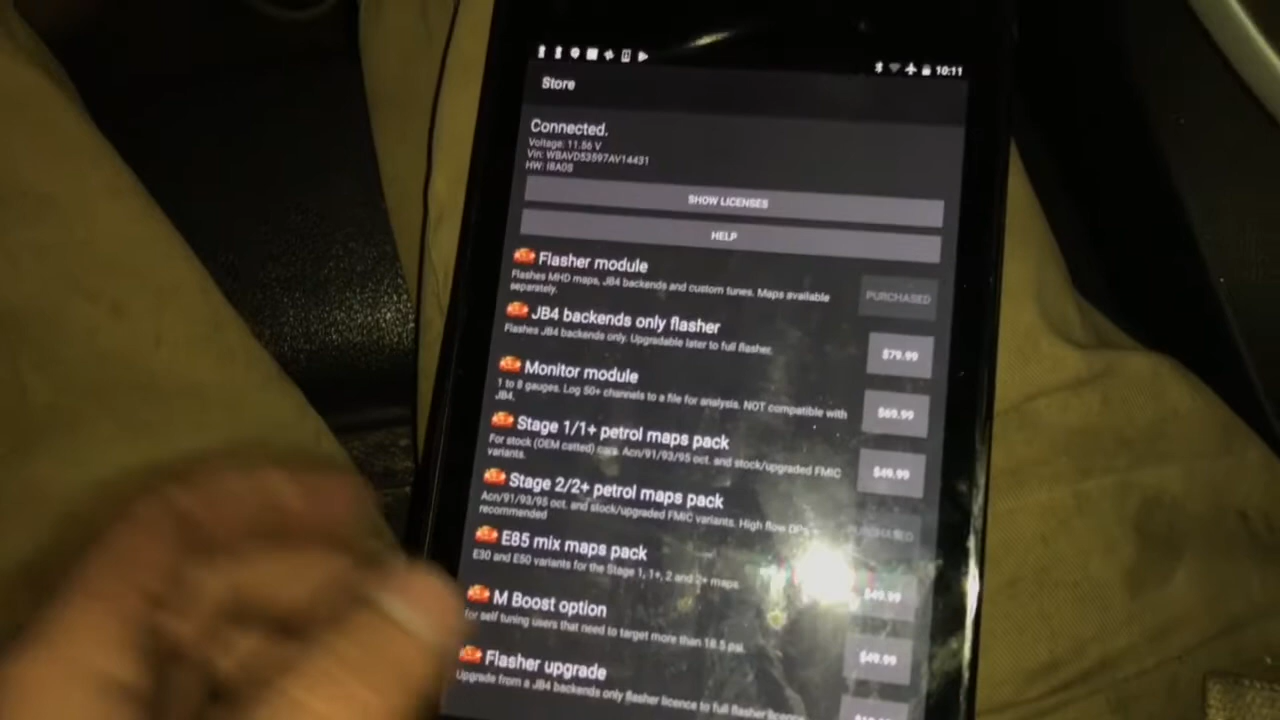 10:11
Store
Connected.
Voltage: 11.56 V
Vin: WBAVD53597AV14431
HW: I8A0S
SHOW LICENSES
HELP
Flasher module
Flashes MHD maps, JB4 backends and custom tunes. Maps available
separately.
PURCHASED
JB4 backends only flasher
Flashes JB4 backends only. Upgradable later to full flasher.
$79.99
Monitor module
1 to 8 gauges. Log 50+ channels to a file for analysis. NOT compatible with
JB4.
$69.99
Stage 1/1+ petrol maps pack
For stock (OEM catted) cars. Acn/91/93/95 oct. and stock/upgraded FMIC
variants.
$49.99
Stage 2/2+ petrol maps pack
Acn/91/93/95 oct. and stock/upgraded FMIC variants. High flow DPs
recommended
PURCHASED
E85 mix maps pack
E30 and E50 variants for the Stage 1, 1+, 2 and 2+ maps
$49.99
M Boost option
for self tuning users that need to target more than 18.5 psi.
$49.99
Flasher upgrade
Upgrade from a JB4 backends only flasher licence to full flasher licence